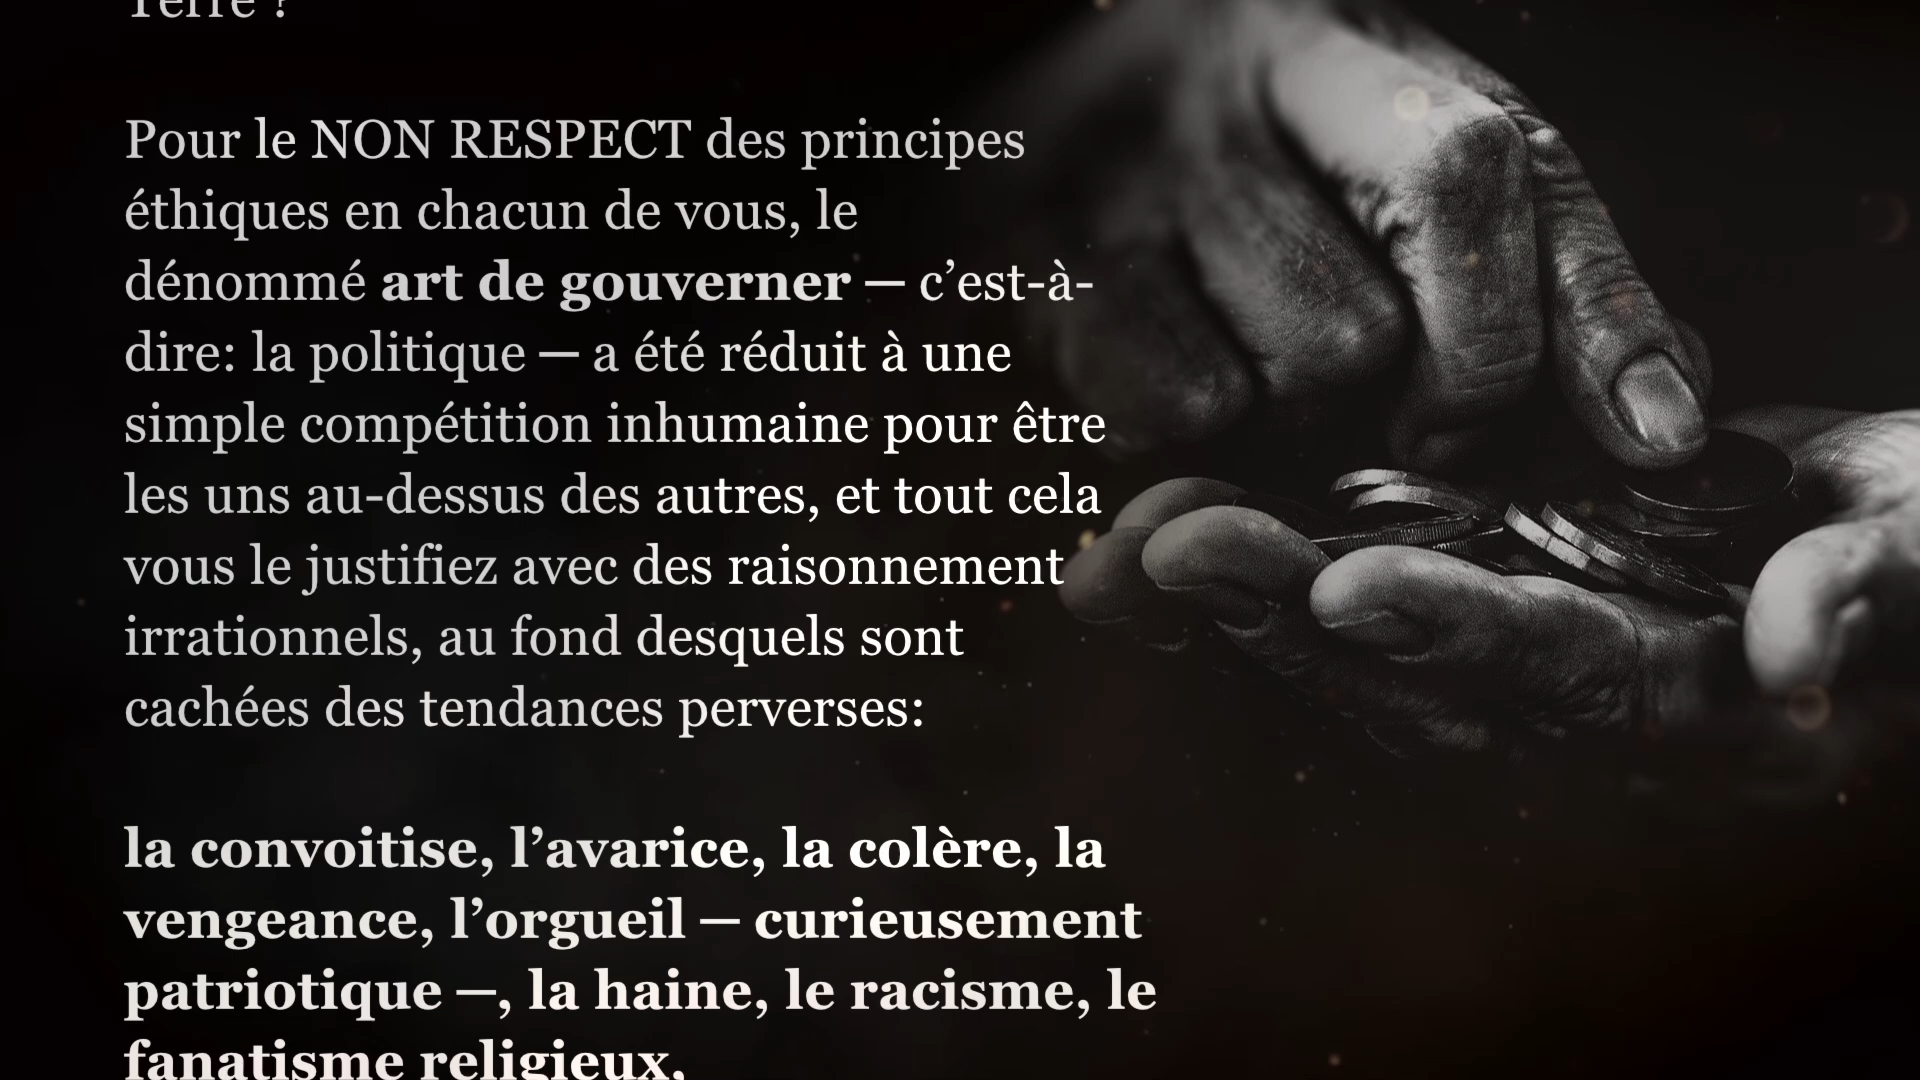 Terre ?
Pour le NON RESPECT des principes
éthiques en chacun de vous, le
dénommé art de gouverner — c’est-à-
dire: la politique — a été réduit à une
simple compétition inhumaine pour être
les uns au-dessus des autres, et tout cela
vous le justifiez avec des raisonnement
irrationnels, au fond desquels sont
cachées des tendances perverses:
la convoitise, l’avarice, la colère, la
vengeance, l’orgueil — curieusement
patriotique —, la haine, le racisme, le
fanatisme religieux,